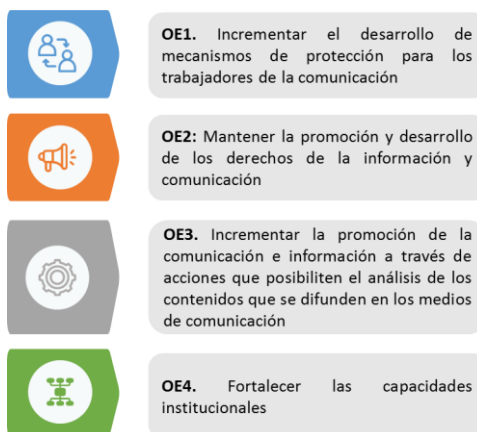 OE1. Incrementar el desarrollo de
mecanismos de protección para los
trabajadores de la comunicación
OE2: Mantener la promoción y desarrollo
de los derechos de la información y
comunicación
OE3. Incrementar la promoción de la
comunicación e información a través de
acciones que posibiliten el análisis de los
contenidos que se difunden en los medios
de comunicación
OE4. Fortalecer las capacidades
institucionales